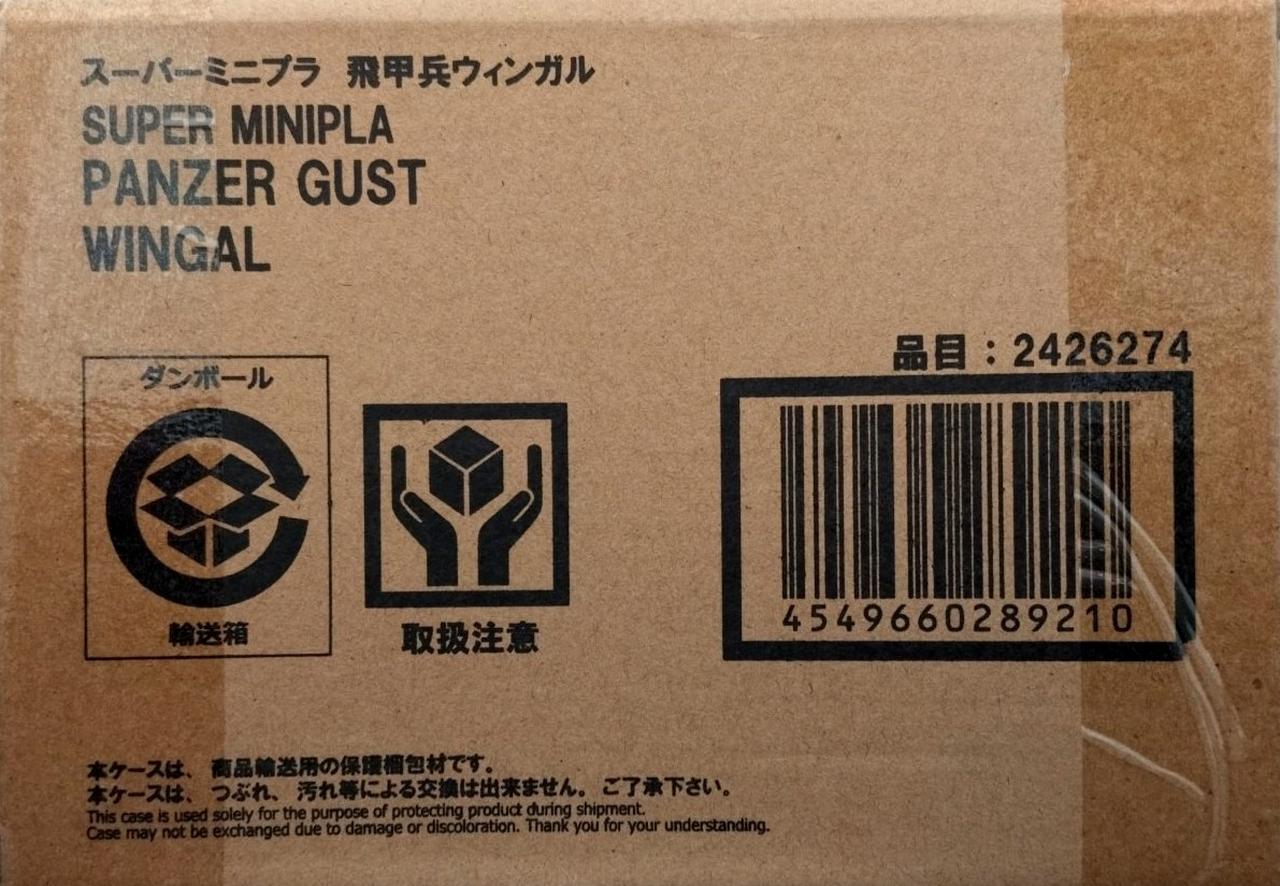 スーパーミニプラ 飛甲兵ウィンガル
SUPER MINIPLA
PANZER GUST
WINGAL
品目：2426274
ダンボール
輸送箱
取扱注意
4549660289210
本ケースは、商品輸送用の保護梱包材です。
本ケースは、つぶれ、汚れ等による交換は出来ません。ご了承下さい。
This case is used solely for the purpose of protecting product during shipment.
Case may not be exchanged due to damage or discoloration. Thank you for your understanding.